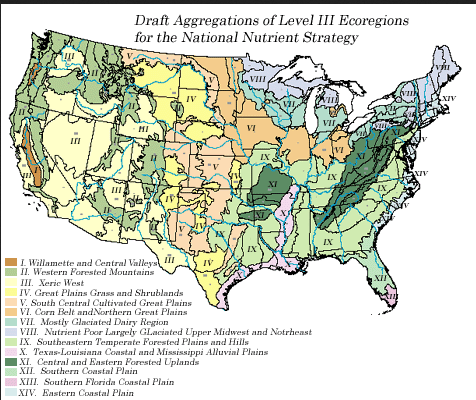 Draft Aggregations of Level III Ecoregions
for the National Nutrient Strategy
I. Willamette and Central Valleys
II. Western Forested Mountains
III. Xeric West
IV. Great Plains Grass and Shrublands
V. South Central Cultivated Great Plains
VI. Corn Belt andNorthern Great Plains
VII. Mostly Glaciated Dairy Region
VIII. Nutrient Poor Largely GLaciated Upper Midwest and Notrheast
IX. Southeastern Temperate Forested Plains and Hills
X. Texas-Louisiana Coastal and Mississippi Alluvial Plains
XI. Central and Eastern Forested Uplands
XII. Southern Coastal Plain
XIII. Southern Florida Coastal Plain
XIV. Eastern Coastal Plain